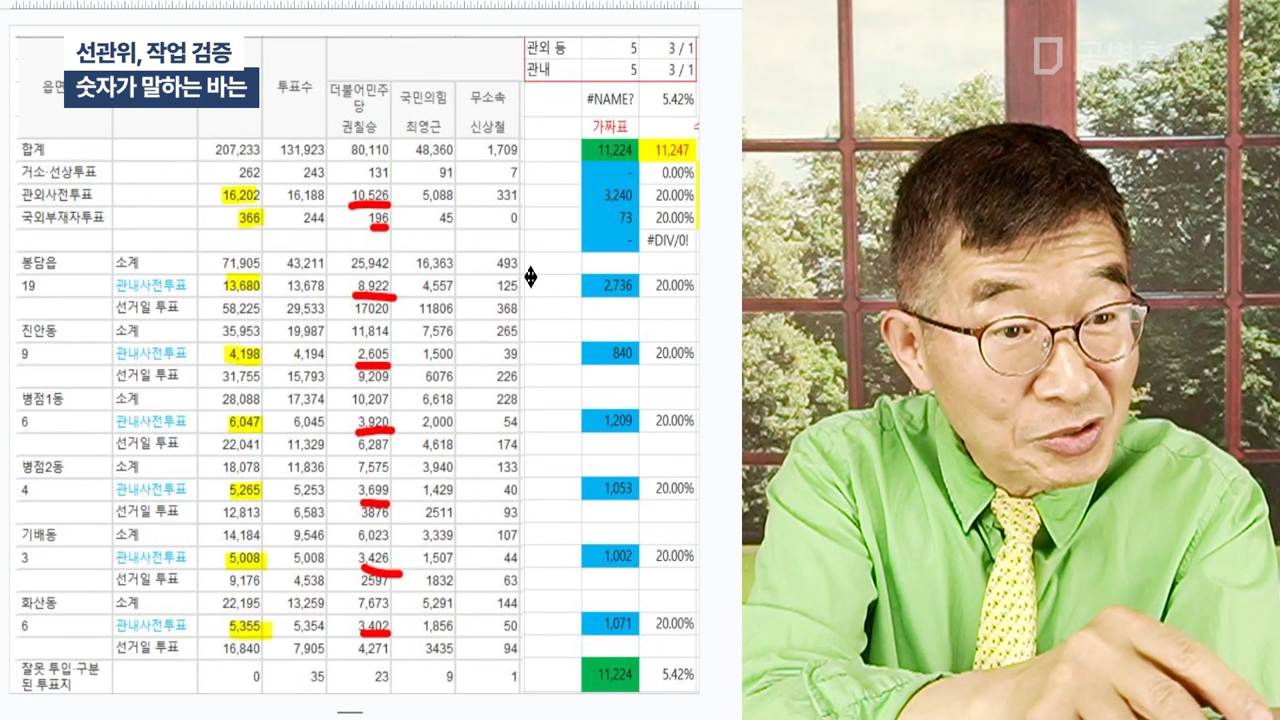 선관위, 작업 검증
숫자가 말하는 바는
관외 등 5 3 / 1
관내 5 3 / 1
읍면 투표수 더불어민주당 국민의힘 무소속 #NAME? 5.42%
권칠승 최영근 신상철 가짜표
합계 207,233 131,923 80,110 48,360 1,709 11,224 11,247
거소·선상투표 262 243 131 91 7 - 0.00%
관외사전투표 16,202 16,188 10,526 5,088 331 3,240 20.00%
국외부재자투표 366 244 196 45 0 73 20.00%
- #DIV/0!
봉담읍 소계 71,905 43,211 25,942 16,363 493
19 관내사전투표 13,680 13,678 8,922 4,557 125 2,736 20.00%
선거일 투표 58,225 29,533 17020 11806 368
진안동 소계 35,953 19,987 11,814 7,576 265
9 관내사전투표 4,198 4,194 2,605 1,500 39 840 20.00%
선거일 투표 31,755 15,793 9,209 6076 226
병점1동 소계 28,088 17,374 10,207 6,618 228
6 관내사전투표 6,047 6,045 3,920 2,000 54 1,209 20.00%
선거일 투표 22,041 11,329 6,287 4,618 174
병점2동 소계 18,078 11,836 7,575 3,940 133
4 관내사전투표 5,265 5,253 3,699 1,429 40 1,053 20.00%
선거일 투표 12,813 6,583 3876 2511 93
기배동 소계 14,184 9,546 6,023 3,339 107
3 관내사전투표 5,008 5,008 3,426 1,507 44 1,002 20.00%
선거일 투표 9,176 4,538 2597 1832 63
화산동 소계 22,195 13,259 7,673 5,291 144
6 관내사전투표 5,355 5,354 3,402 1,856 50 1,071 20.00%
선거일 투표 16,840 7,905 4,271 3435 94
잘못 투입·구분된 투표지 0 35 23 9 1 11,224 5.42%